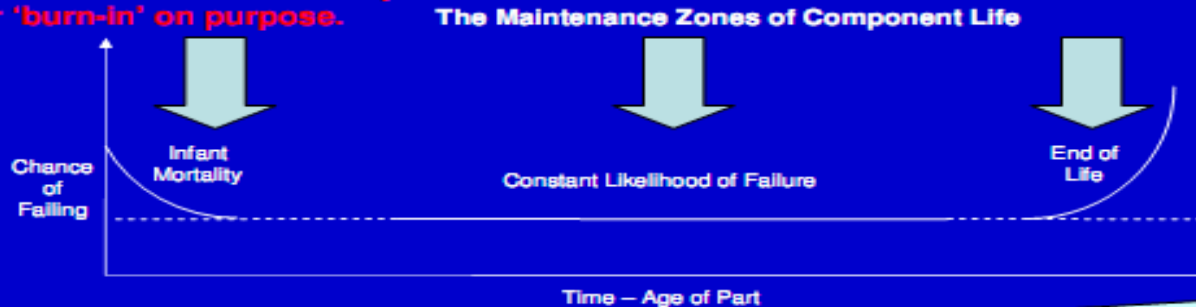 'burn-in' on purpose.
The Maintenance Zones of Component Life
Infant
Mortality
End of
Life
Chance
of
Failing
Constant Likelihood of Failure
Time – Age of Part